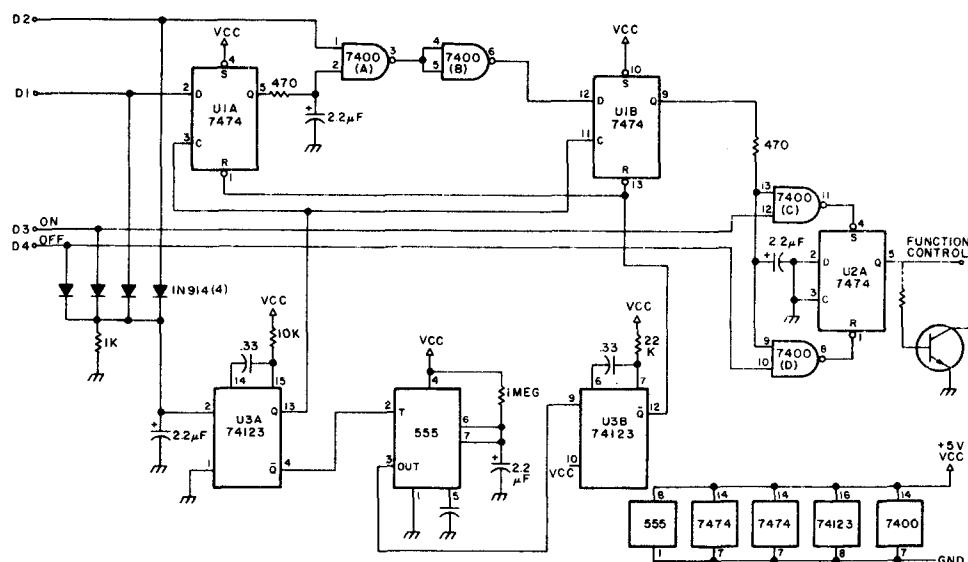 D2
VCC
VCC
4
1
7400
(A)
3
4
5
7400
(B)
6
10
S
S
2
D1
2
D
U1A
7474
Q
5
470
2.2µF
12
D
U1B
7474
Q
9
3
C
11
C
470
R
1
R
13
13
12
7400
(C)
11
D3
ON
D4
OFF
4
S
2.2µF
2
D
Q
5
FUNCTION
CONTROL
U2A
7474
3
C
IN914(4)
VCC
VCC
R
1
9
10
7400
(D)
8
1K
.33
10K
VCC
.33
22
K
14
15
4
1MEG
6
7
2
U3A
74123
Q
13
2
T
6
9
U3B
74123
Q̄
12
2.2µF
555
7
+5V
VCC
3
OUT
2.2
µF
1
Q̄
4
10
VCC
1
5
8
14
14
16
14
555
7474
7474
74123
7400
1
7
7
8
7
GND